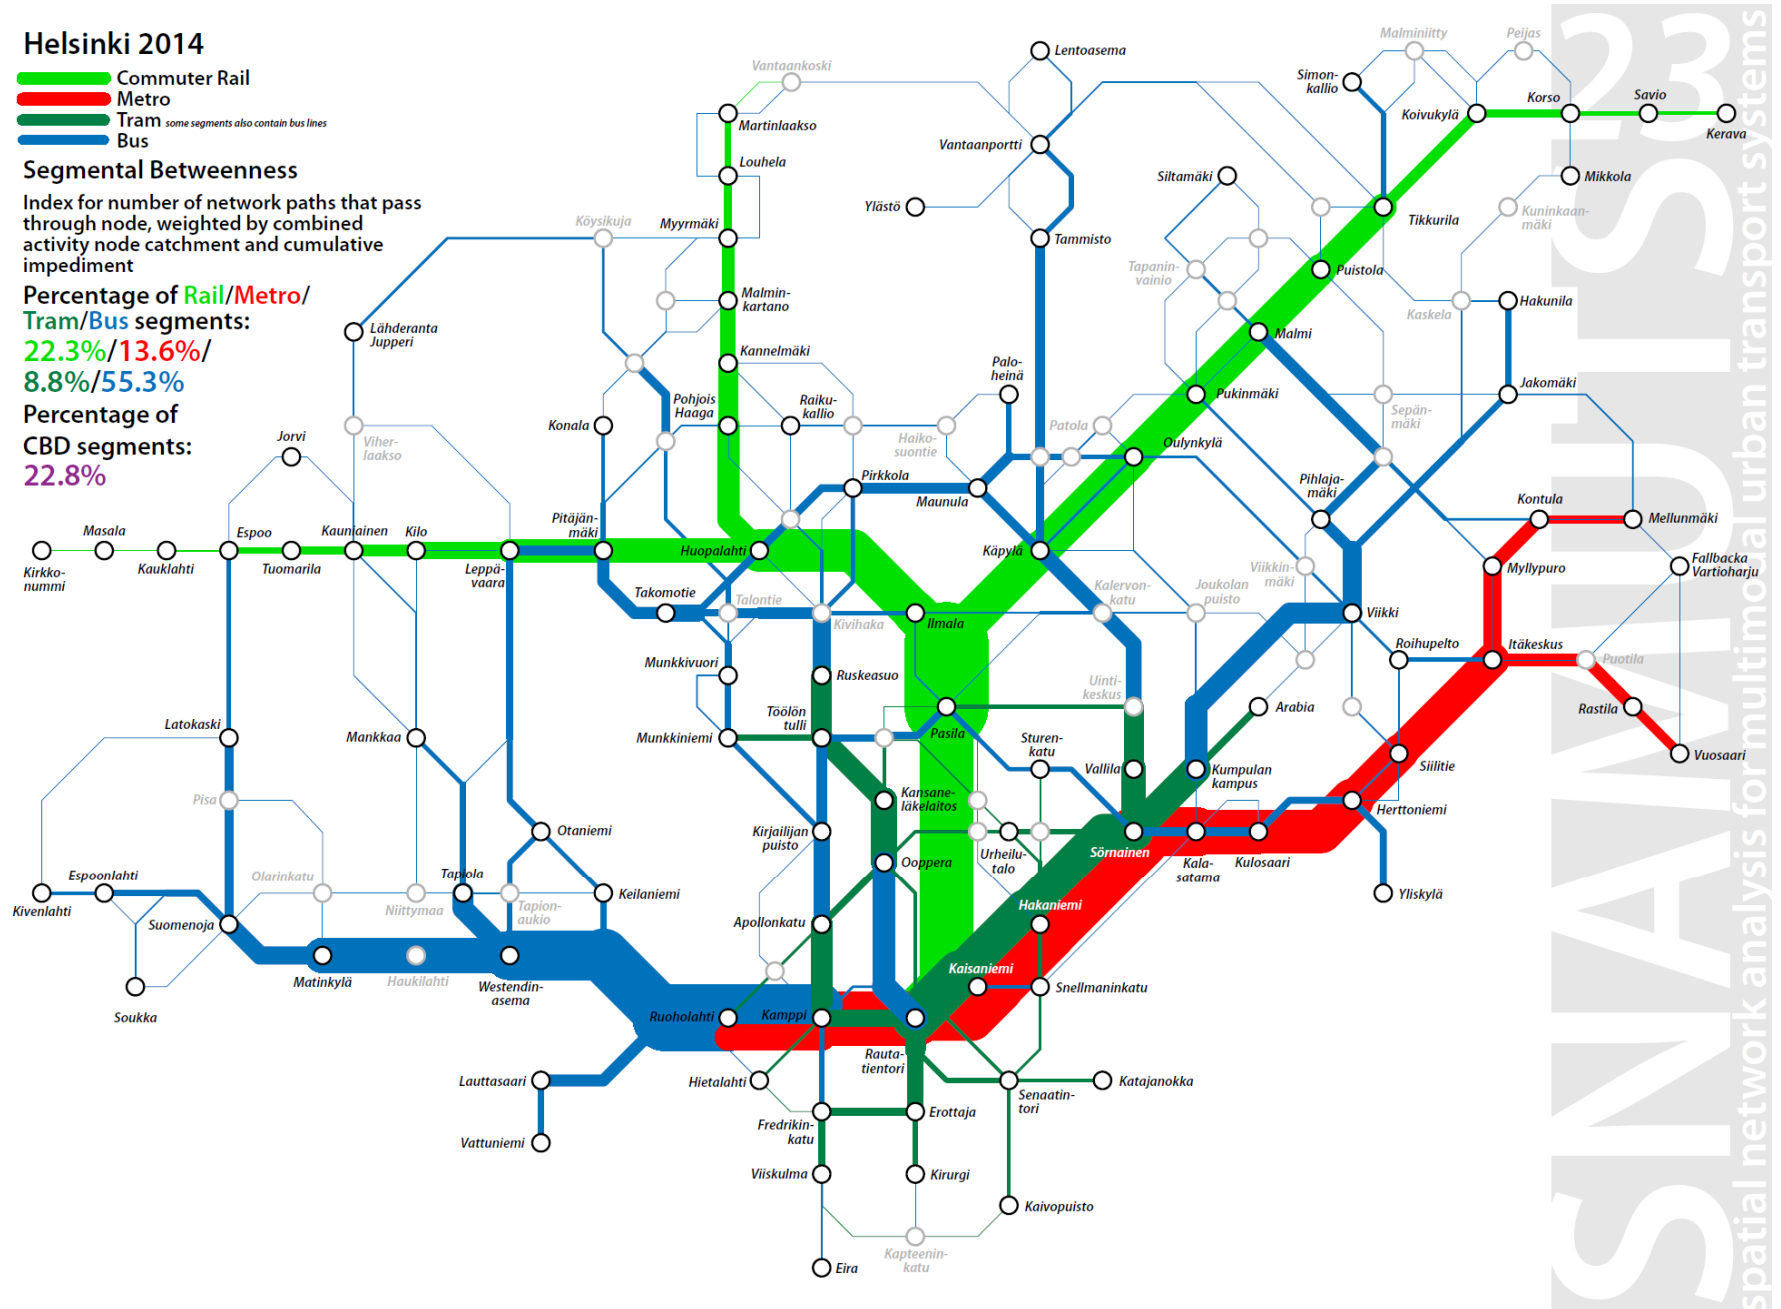 Helsinki 2014
Commuter Rail
Metro
Tram some segments also contain bus lines
Bus
Segmental Betweenness
Index for number of network paths that pass
through node, weighted by combined
activity node catchment and cumulative
impediment
Percentage of Rail/Metro/
Tram/Bus segments:
22.3%/13.6%/
8.8%/55.3%
Percentage of
CBD segments:
22.8%
Vantaankoski
Martinlaakso
Louhela
Köysikuja
Myyrmäki
Malmin-
kartano
Lähderanta
Jupperi
Kannelmäki
Pohjois
Haaga
Raiku-
kallio
Konala
Viher-
laakso
Jorvi
Haiko-
suontie
Palo-
heinä
Patola
Oulynkylä
Pirkkola
Maunula
Lentoasema
Vantaanportti
Ylästö
Tammisto
Siltamäki
Tapanin-
vainio
Simon-
kallio
Malminiitty
Peijas
Koivukylä
Korso
Savio
Kerava
Mikkola
Kuninkaan-
mäki
Tikkurila
Puistola
Malmi
Pukinmäki
Kaskela
Hakunila
Jakomäki
Sepän-
mäki
Pihlaja-
mäki
Kontula
Mellunmäki
Fallbacka
Vartioharju
Myllypuro
Masala
Kirkko-
nummi
Kauklahti
Espoo
Tuomarila
Kauniainen
Kilo
Leppä-
vaara
Pitäjän-
mäki
Huopalahti
Käpylä
Takomotie
Talontie
Kivihaka
Ilmala
Kalervon-
katu
Joukolan
puisto
Viikkin-
mäki
Viikki
Roihupelto
Itäkeskus
Puotila
Rastila
Vuosaari
Munkkivuori
Ruskeasuo
Uinti-
keskus
Arabia
Latokaski
Mankkaa
Munkkiniemi
Töölön
tulli
Pasila
Sturen-
katu
Vallila
Kumpulan
kampus
Siilitie
Herttoniemi
Pisa
Otaniemi
Kirjailijan
puisto
Kansane-
läkelaitos
Ooppera
Urheilu-
talo
Sörnainen
Kala-
satama
Kulosaari
Yliskylä
Kivenlahti
Espoonlahti
Suomenoja
Olarinkatu
Niittymaa
Tapiola
Tapion-
aukio
Keilaniemi
Apollonkatu
Hakaniemi
Soukka
Matinkylä
Haukilahti
Westendin-
asema
Kaisaniemi
Snellmaninkatu
Ruoholahti
Kamppi
Rauta-
tientori
Lauttasaari
Hietalahti
Senaatin-
tori
Katajanokka
Vattuniemi
Fredrikin-
katu
Erottaja
Viiskulma
Kirurgi
Kaivopuisto
Kapteenin-
katu
Eira
SNAMUTS 23
spatial network analysis for multimodal urban transport systems